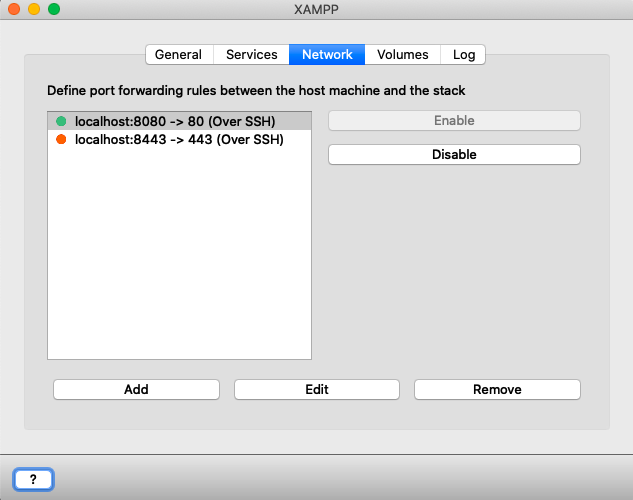 XAMPP
General Services Network Volumes Log
Define port forwarding rules between the host machine and the stack
localhost:8080 -> 80 (Over SSH)
localhost:8443 -> 443 (Over SSH)
Enable
Disable
Add Edit Remove
?